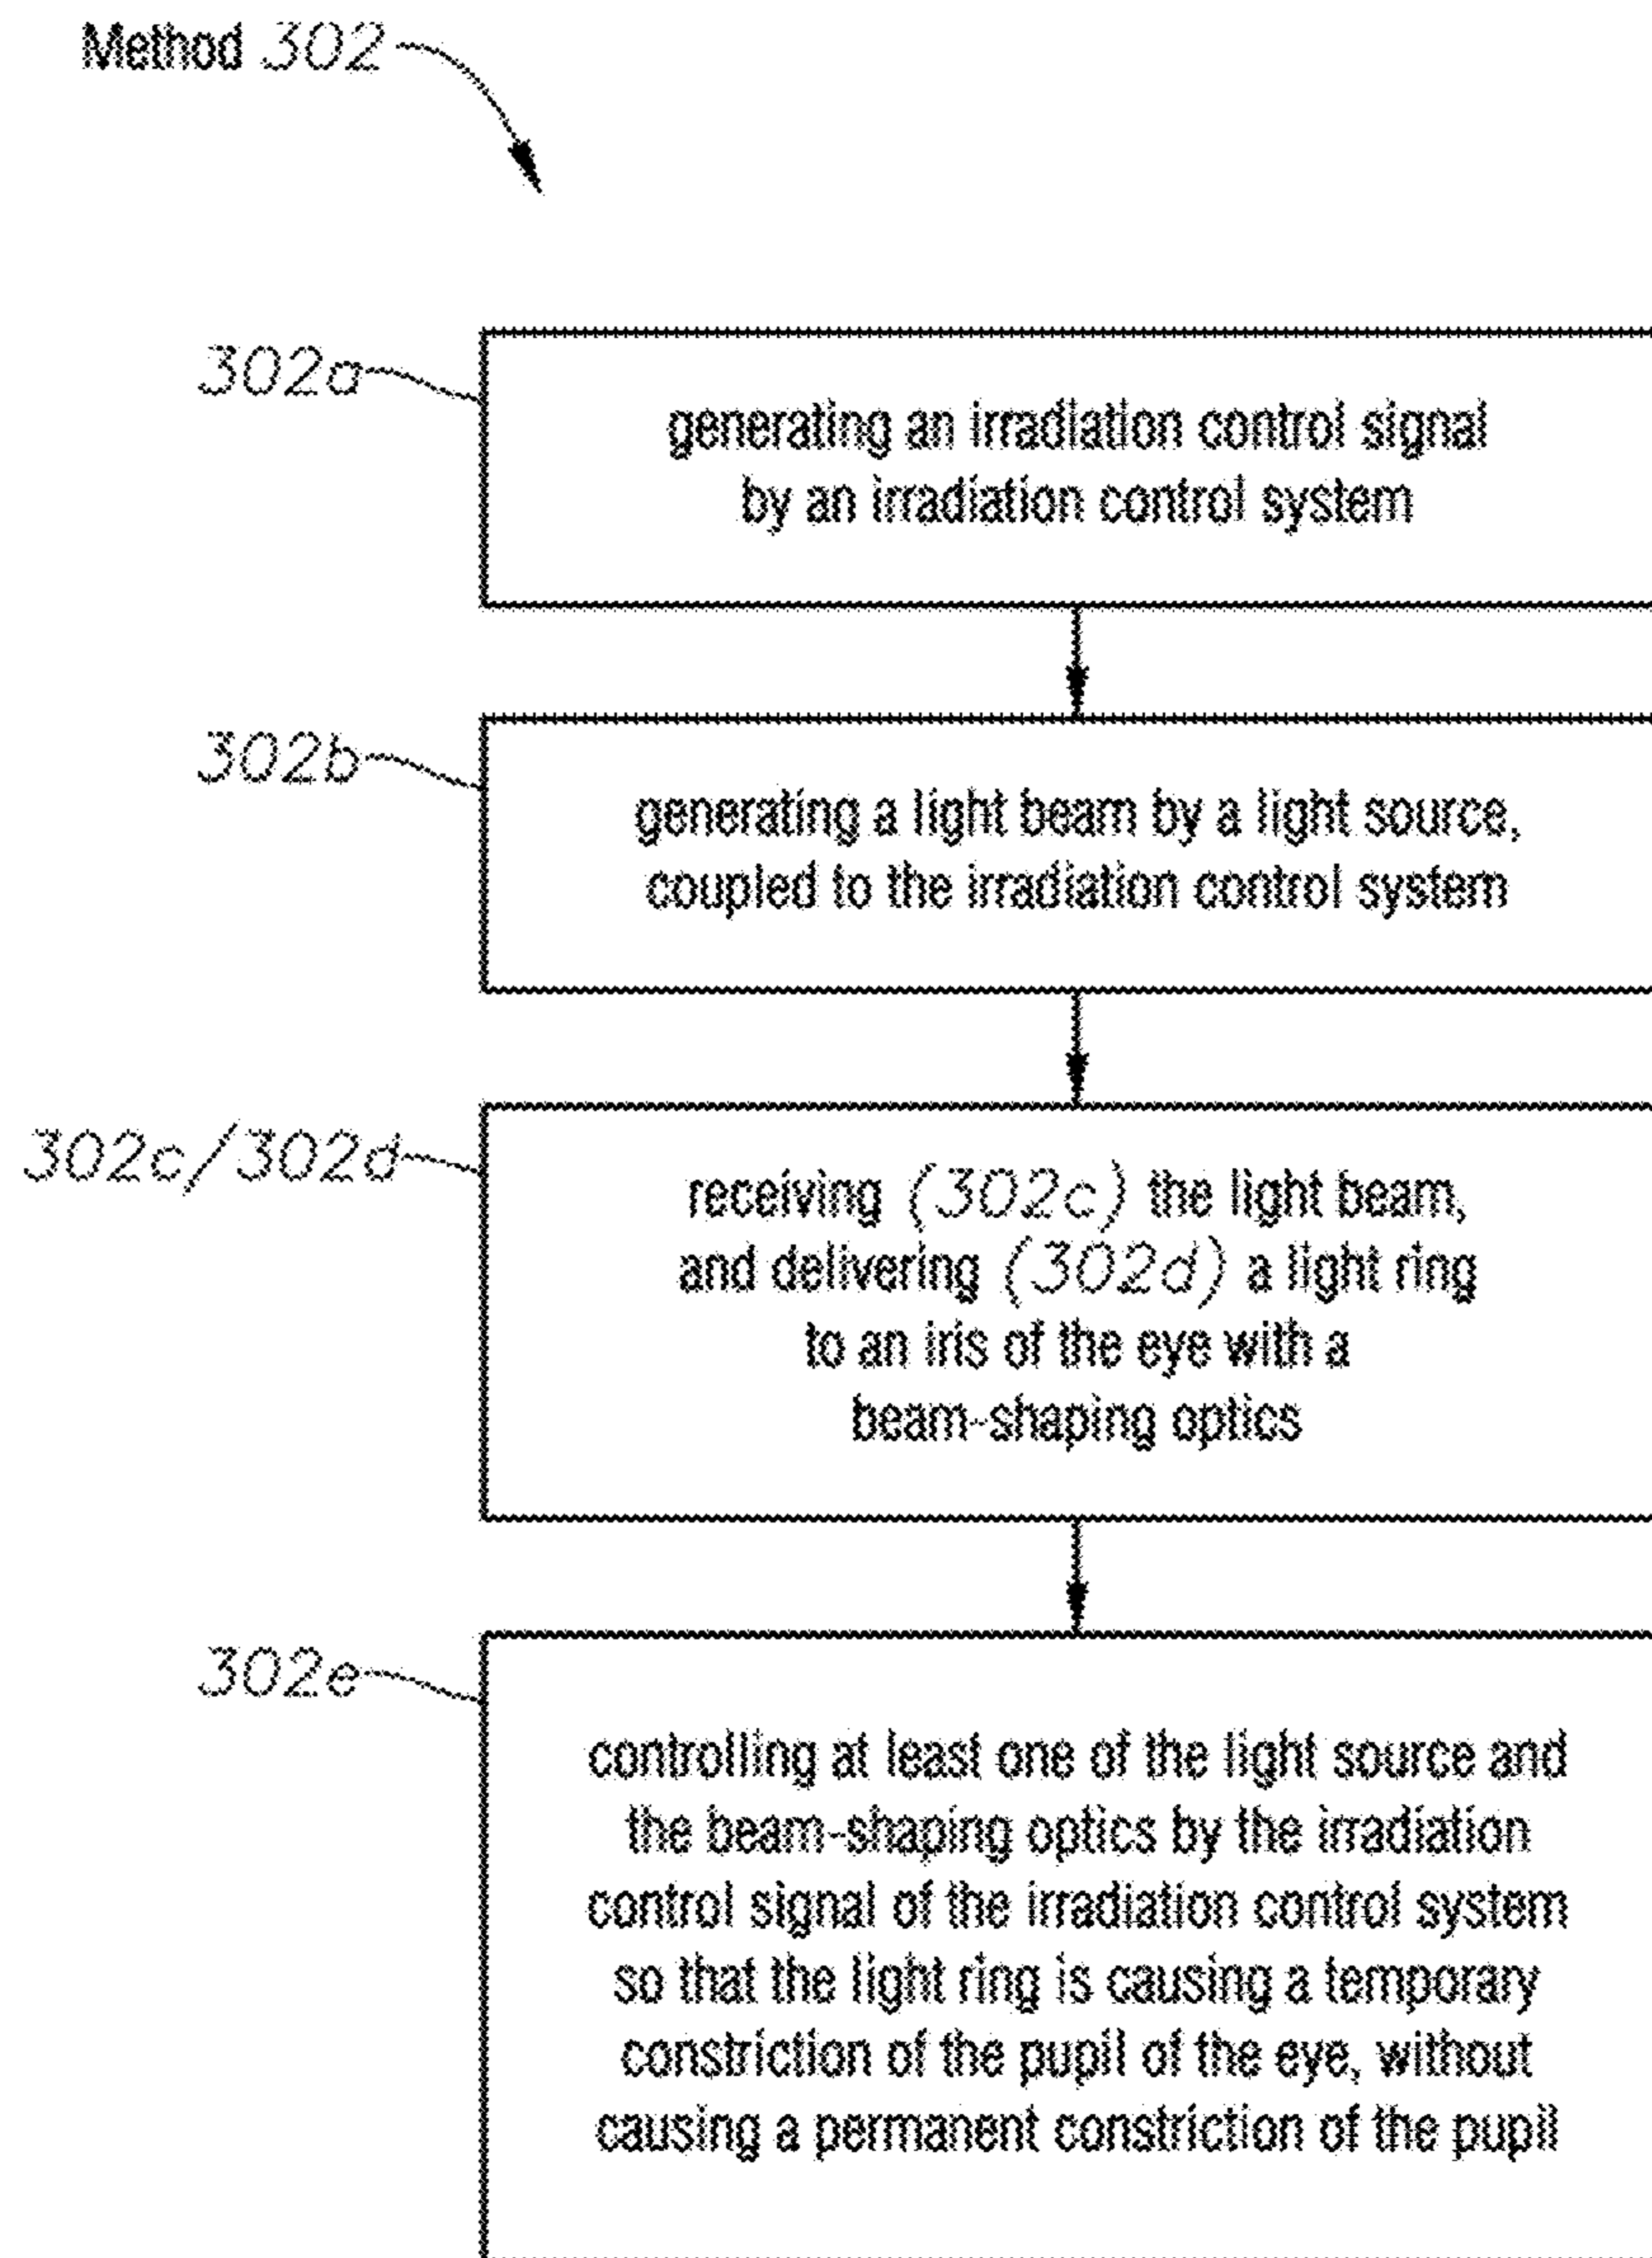 Method 302
302a
generating an irradiation control signal
by an irradiation control system
302b
generating a light beam by a light source,
coupled to the irradiation control system
302c/302d
receiving (302c) the light beam,
and delivering (302d) a light ring
to an iris of the eye with a
beam-shaping optics
302e
controlling at least one of the light source and
the beam-shaping optics by the irradiation
control signal of the irradiation control system
so that the light ring is causing a temporary
constriction of the pupil of the eye, without
causing a permanent constriction of the pupil